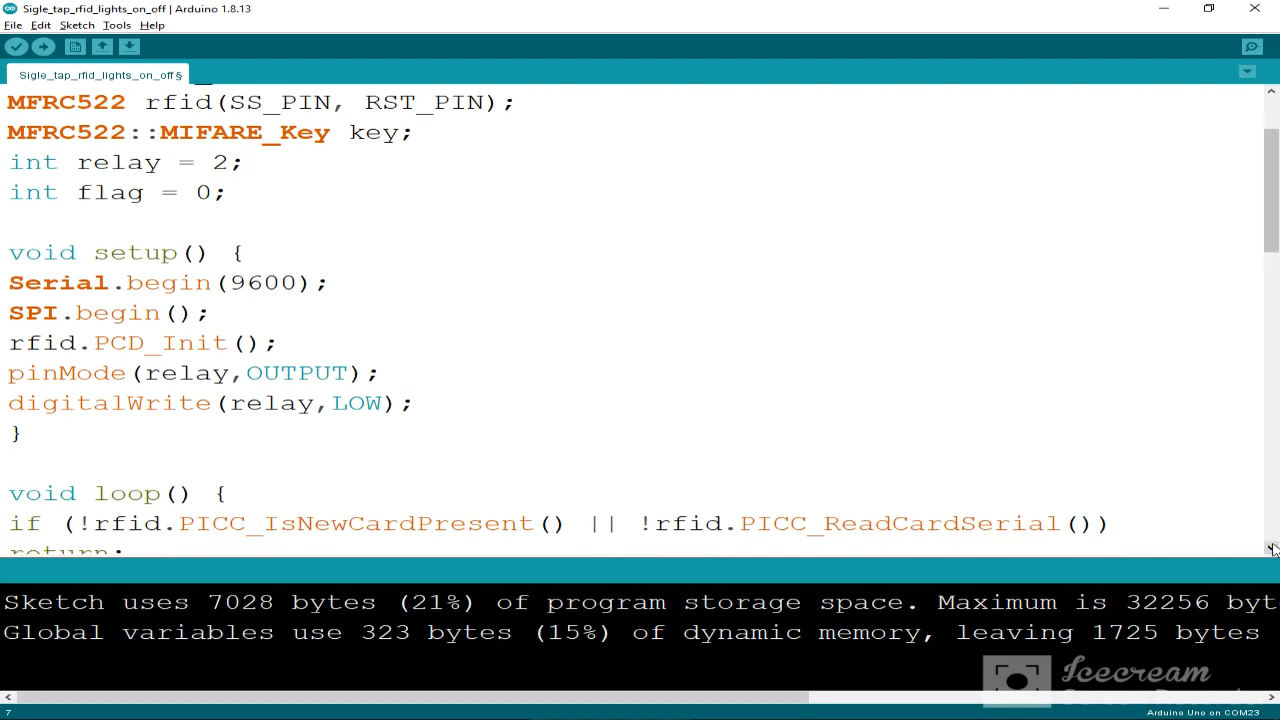 Sigle_tap_rfid_lights_on_off | Arduino 1.8.13
File Edit Sketch Tools Help
Sigle_tap_rfid_lights_on_off §
MFRC522 rfid(SS_PIN, RST_PIN);
MFRC522::MIFARE_Key key;
int relay = 2;
int flag = 0;
void setup() {
Serial.begin(9600);
SPI.begin();
rfid.PCD_Init();
pinMode(relay,OUTPUT);
digitalWrite(relay,LOW);
}
void loop() {
if (!rfid.PICC_IsNewCardPresent() || !rfid.PICC_ReadCardSerial())
return;
Sketch uses 7028 bytes (21%) of program storage space. Maximum is 32256 byt
Global variables use 323 bytes (15%) of dynamic memory, leaving 1725 bytes
Icecream
Screen Recorder
7
Arduino Uno on COM23